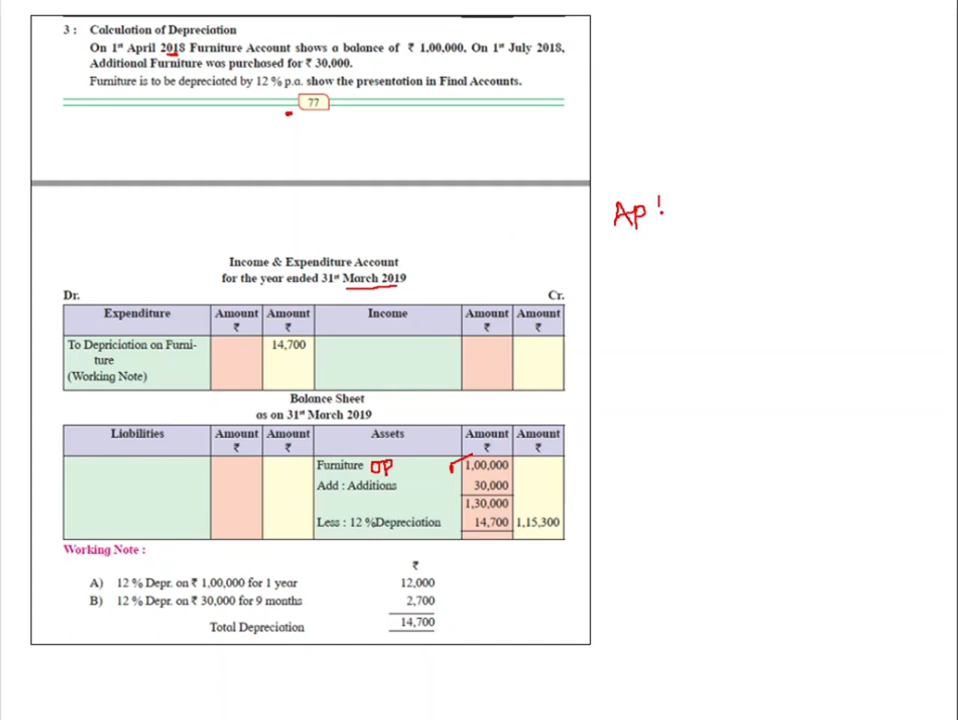 3 : Calculation of Depreciation
On 1st April 2018 Furniture Account shows a balance of ₹ 1,00,000. On 1st July 2018,
Additional Furniture was purchased for ₹ 30,000.
Furniture is to be depreciated by 12 % p.a. show the presentation in Final Accounts.
77
Ap !
Income & Expenditure Account
for the year ended 31st March 2019
Dr. Cr.
Expenditure Amount ₹ Amount ₹ Income Amount ₹ Amount ₹
To Depriciation on Furni- 14,700
ture
(Working Note)
Balance Sheet
as on 31st March 2019
Liabilities Amount ₹ Amount ₹ Assets Amount ₹ Amount ₹
Furniture OP 1,00,000
Add : Additions 30,000
1,30,000
Less : 12 %Depreciation 14,700 1,15,300
Working Note :
₹
A) 12 % Depr. on ₹ 1,00,000 for 1 year 12,000
B) 12 % Depr. on ₹ 30,000 for 9 months 2,700
Total Depreciation 14,700